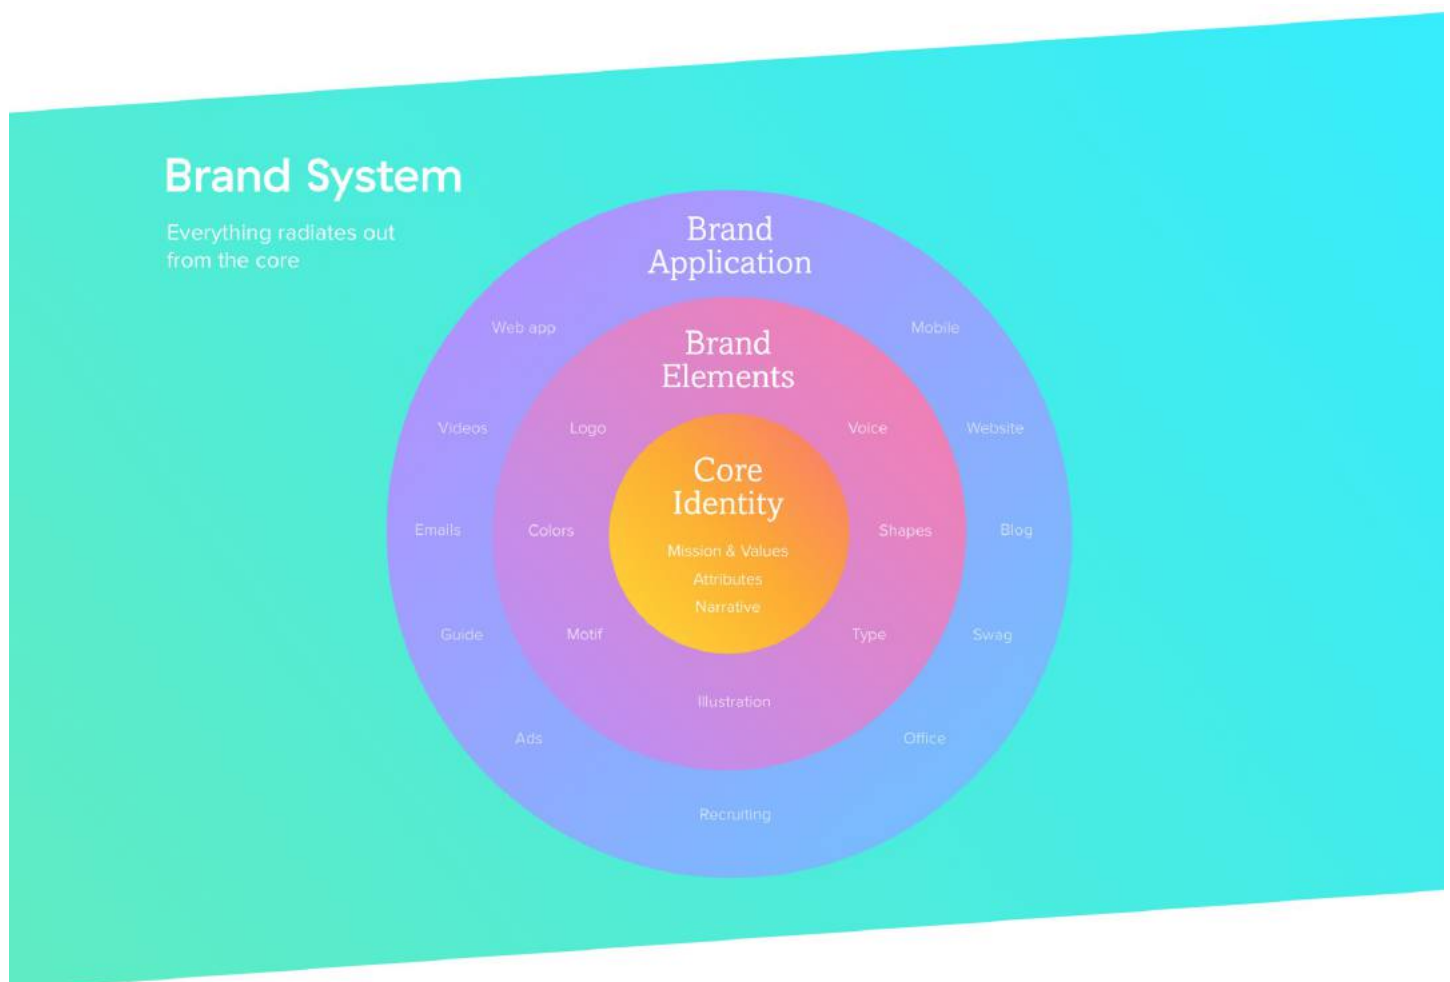 Brand System
Everything radiates out
from the core
Brand
Application
Web app
Mobile
Brand
Elements
Videos
Logo
Voice
Website
Core
Identity
Emails
Colors
Shapes
Blog
Mission & Values
Attributes
Narrative
Guide
Motif
Type
Swag
Illustration
Ads
Office
Recruiting